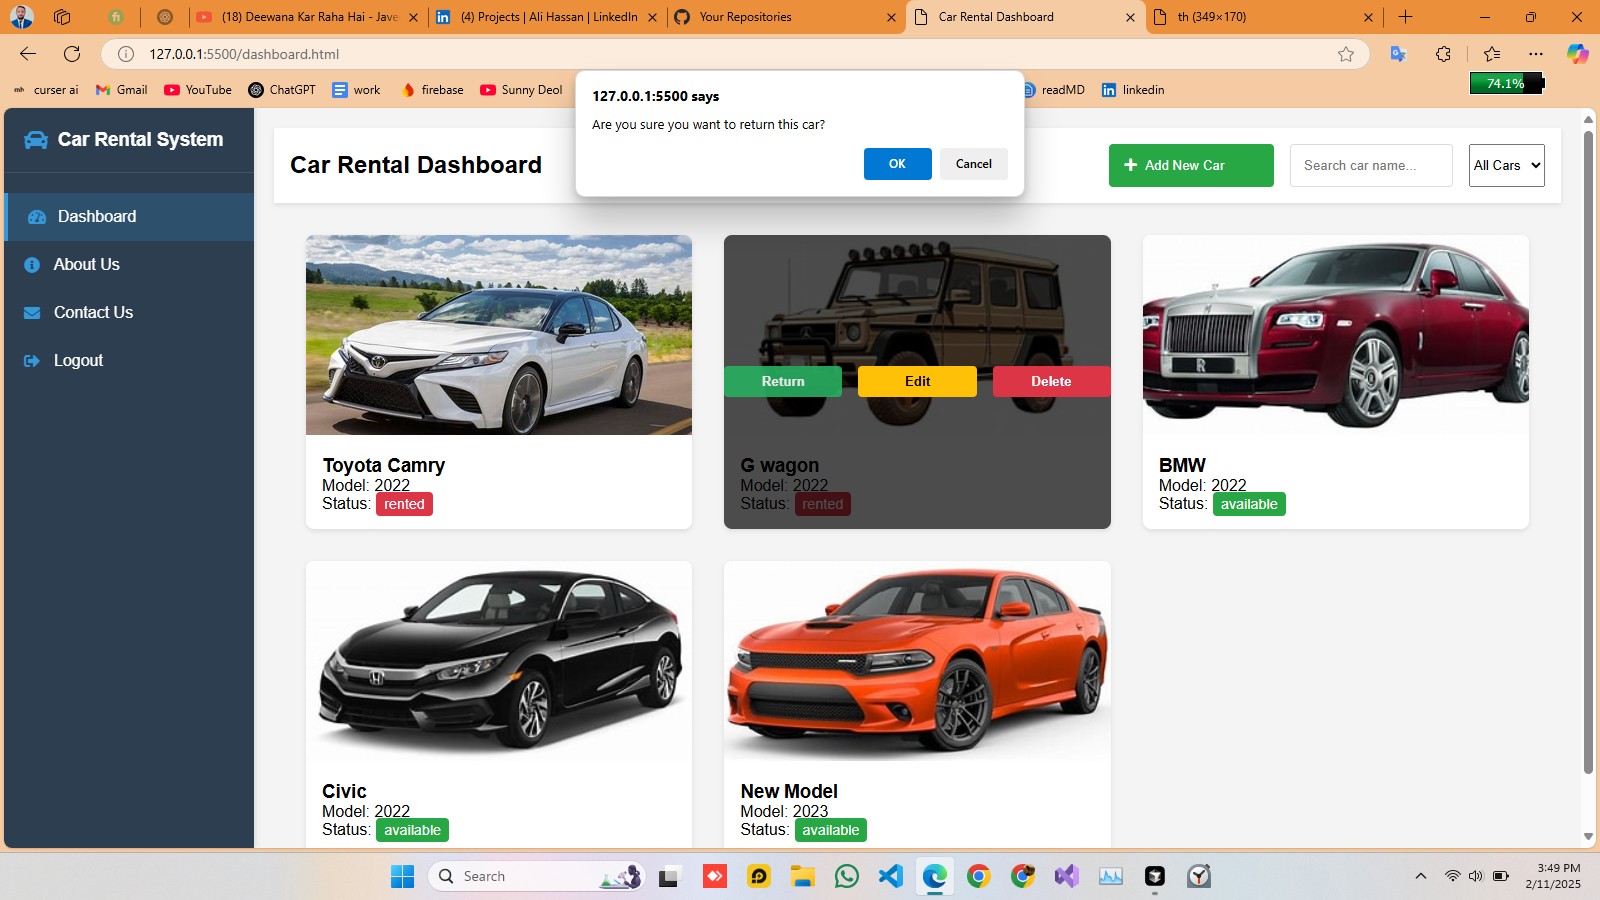 (18) Deewana Kar Raha Hai - Jave
(4) Projects | Ali Hassan | LinkedIn
Your Repositories
Car Rental Dashboard
th (349×170)
127.0.0.1:5500/dashboard.html
curser ai
Gmail
YouTube
ChatGPT
work
firebase
Sunny Deol
readMD
linkedin
74.1%
127.0.0.1:5500 says
Are you sure you want to return this car?
OK
Cancel
Car Rental System
Dashboard
About Us
Contact Us
Logout
Car Rental Dashboard
Add New Car
Search car name...
All Cars
Toyota Camry
Model: 2022
Status: rented
Return
Edit
Delete
G wagon
Model: 2022
Status: rented
BMW
Model: 2022
Status: available
Civic
Model: 2022
Status: available
New Model
Model: 2023
Status: available
Search
3:49 PM
2/11/2025